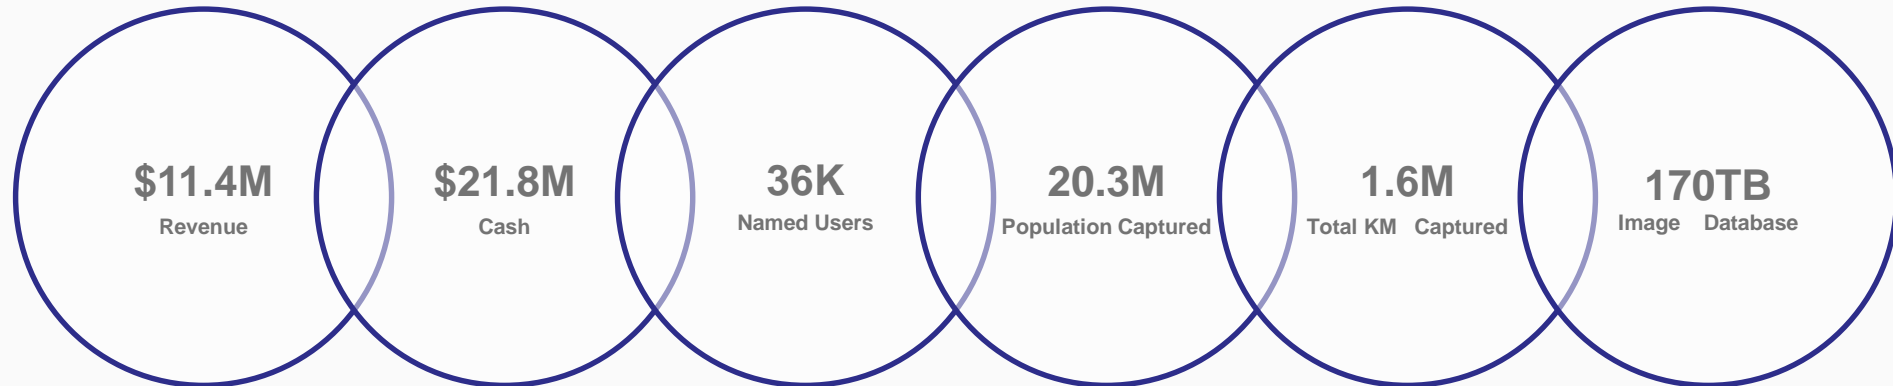 $11.4M
Revenue
$21.8M
Cash
36K
Named Users
20.3M
Population Captured
1.6M
Total KM Captured
170TB
Image Database